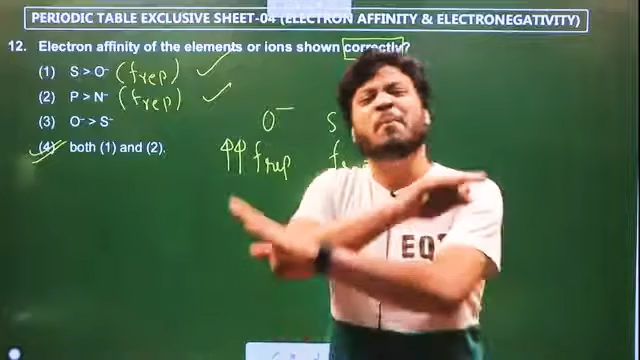 PERIODIC TABLE EXCLUSIVE SHEET-04 (ELECTRON AFFINITY & ELECTRONEGATIVITY)
12. Electron affinity of the elements or ions shown correctly?
(1) S > O⁻ (frep)
(2) P > N⁻ (frep)
(3) O⁻ > S⁻
(4) both (1) and (2).
O⁻ S
↑↑ frep
EQ